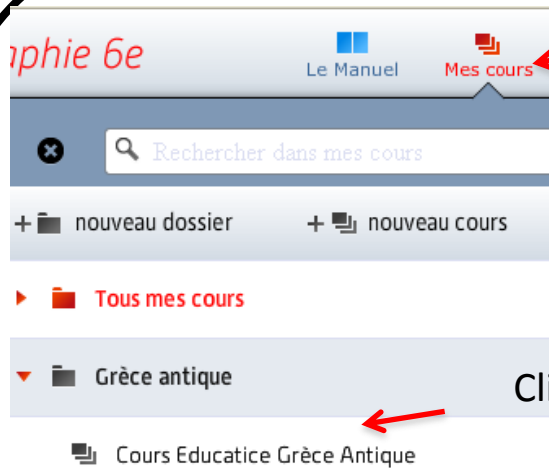 aphie 6e
Le Manuel Mes cours
Rechercher dans mes cours
+ nouveau dossier + nouveau cours
Tous mes cours
Grèce antique
Cours Educatice Grèce Antique